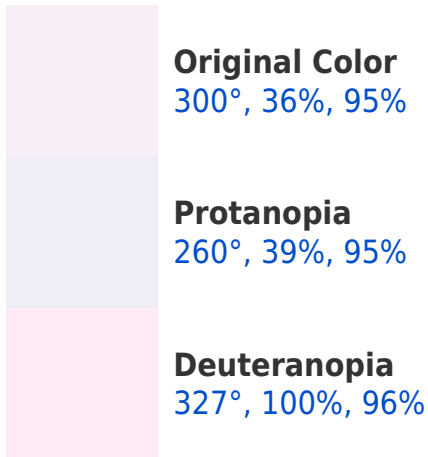 Original Color
300°, 36%, 95%
Protanopia
260°, 39%, 95%
Deuteranopia
327°, 100%, 96%